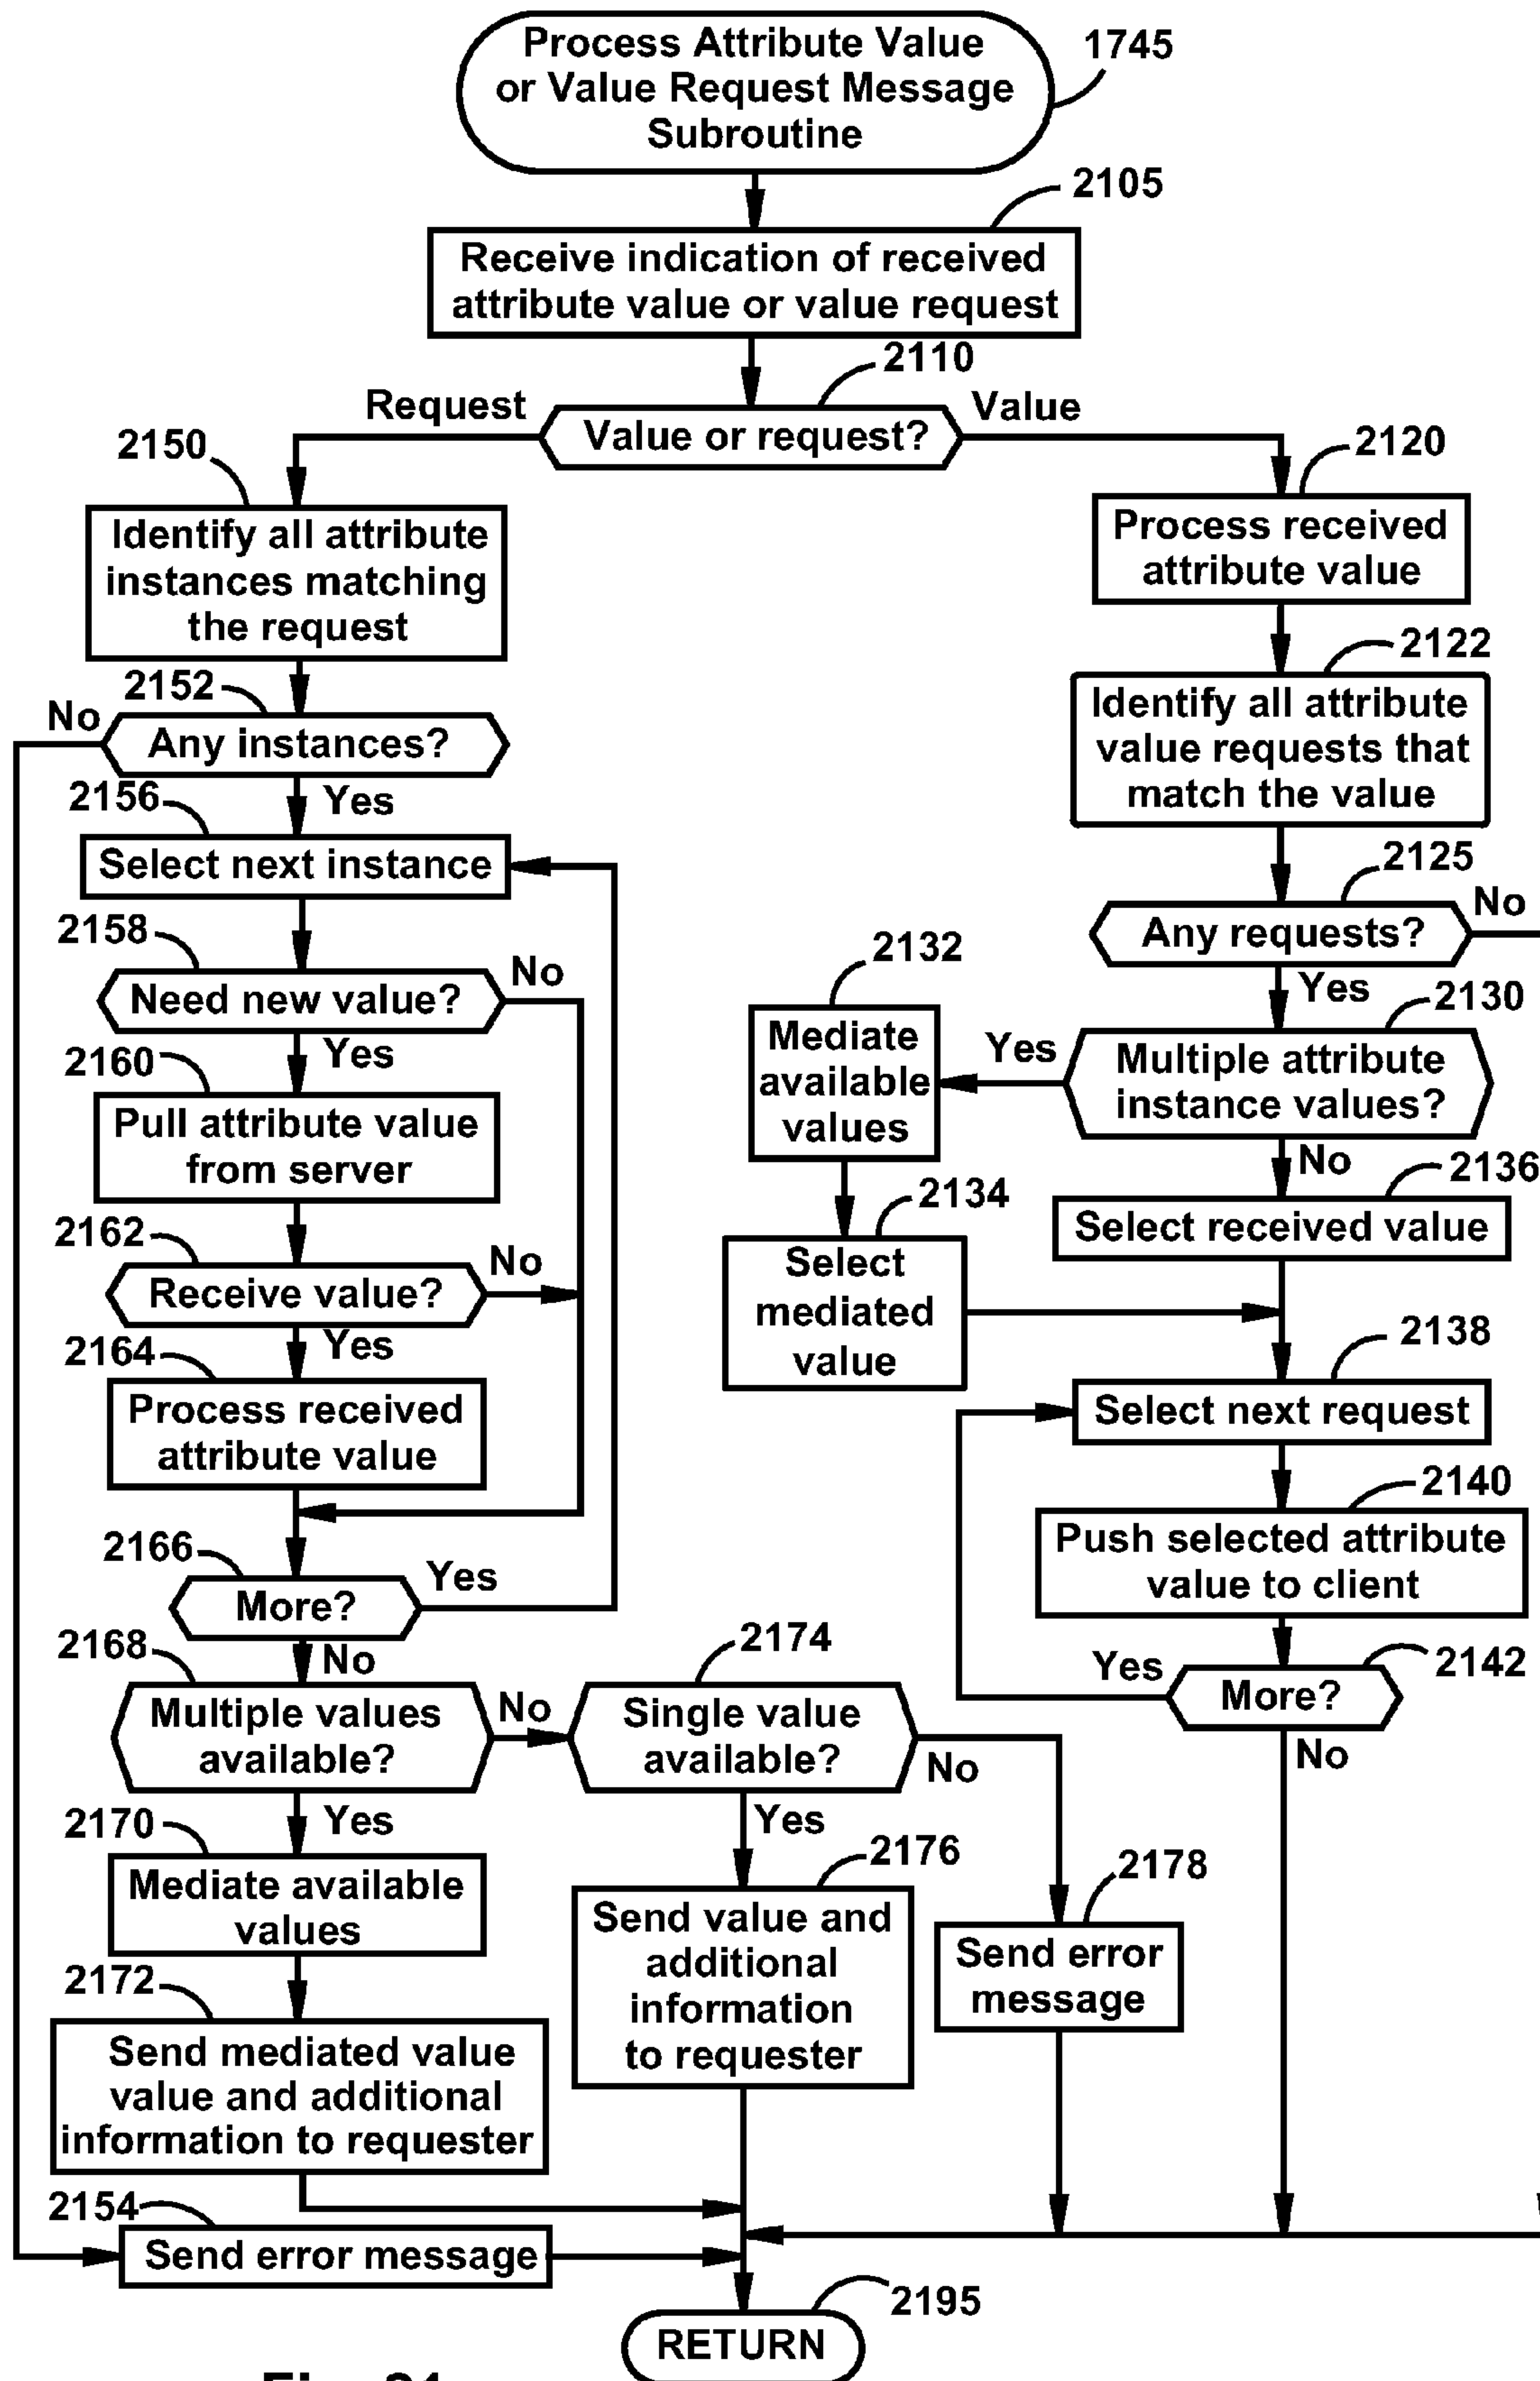 Process Attribute Value
or Value Request Message
Subroutine
1745
2105
Receive indication of received
attribute value or value request
2110
Request
Value or request?
Value
2150
Identify all attribute
instances matching
the request
2152
No
Any instances?
Yes
2156
Select next instance
2158
Need new value?
No
Yes
2160
Pull attribute value
from server
2162
Receive value?
No
Yes
2164
Process received
attribute value
2166
More?
Yes
No
2168
Multiple values
available?
No
Yes
2170
Mediate available
values
2172
Send mediated value
value and additional
information to requester
2154
Send error message
2174
Single value
available?
No
Yes
2176
Send value and
additional
information
to requester
2178
Send error
message
2120
Process received
attribute value
2122
Identify all attribute
value requests that
match the value
2125
Any requests?
No
Yes
2130
Multiple attribute
instance values?
Yes
No
2132
Mediate
available
values
2134
Select
mediated
value
2136
Select received value
2138
Select next request
2140
Push selected attribute
value to client
2142
More?
Yes
No
2195
RETURN